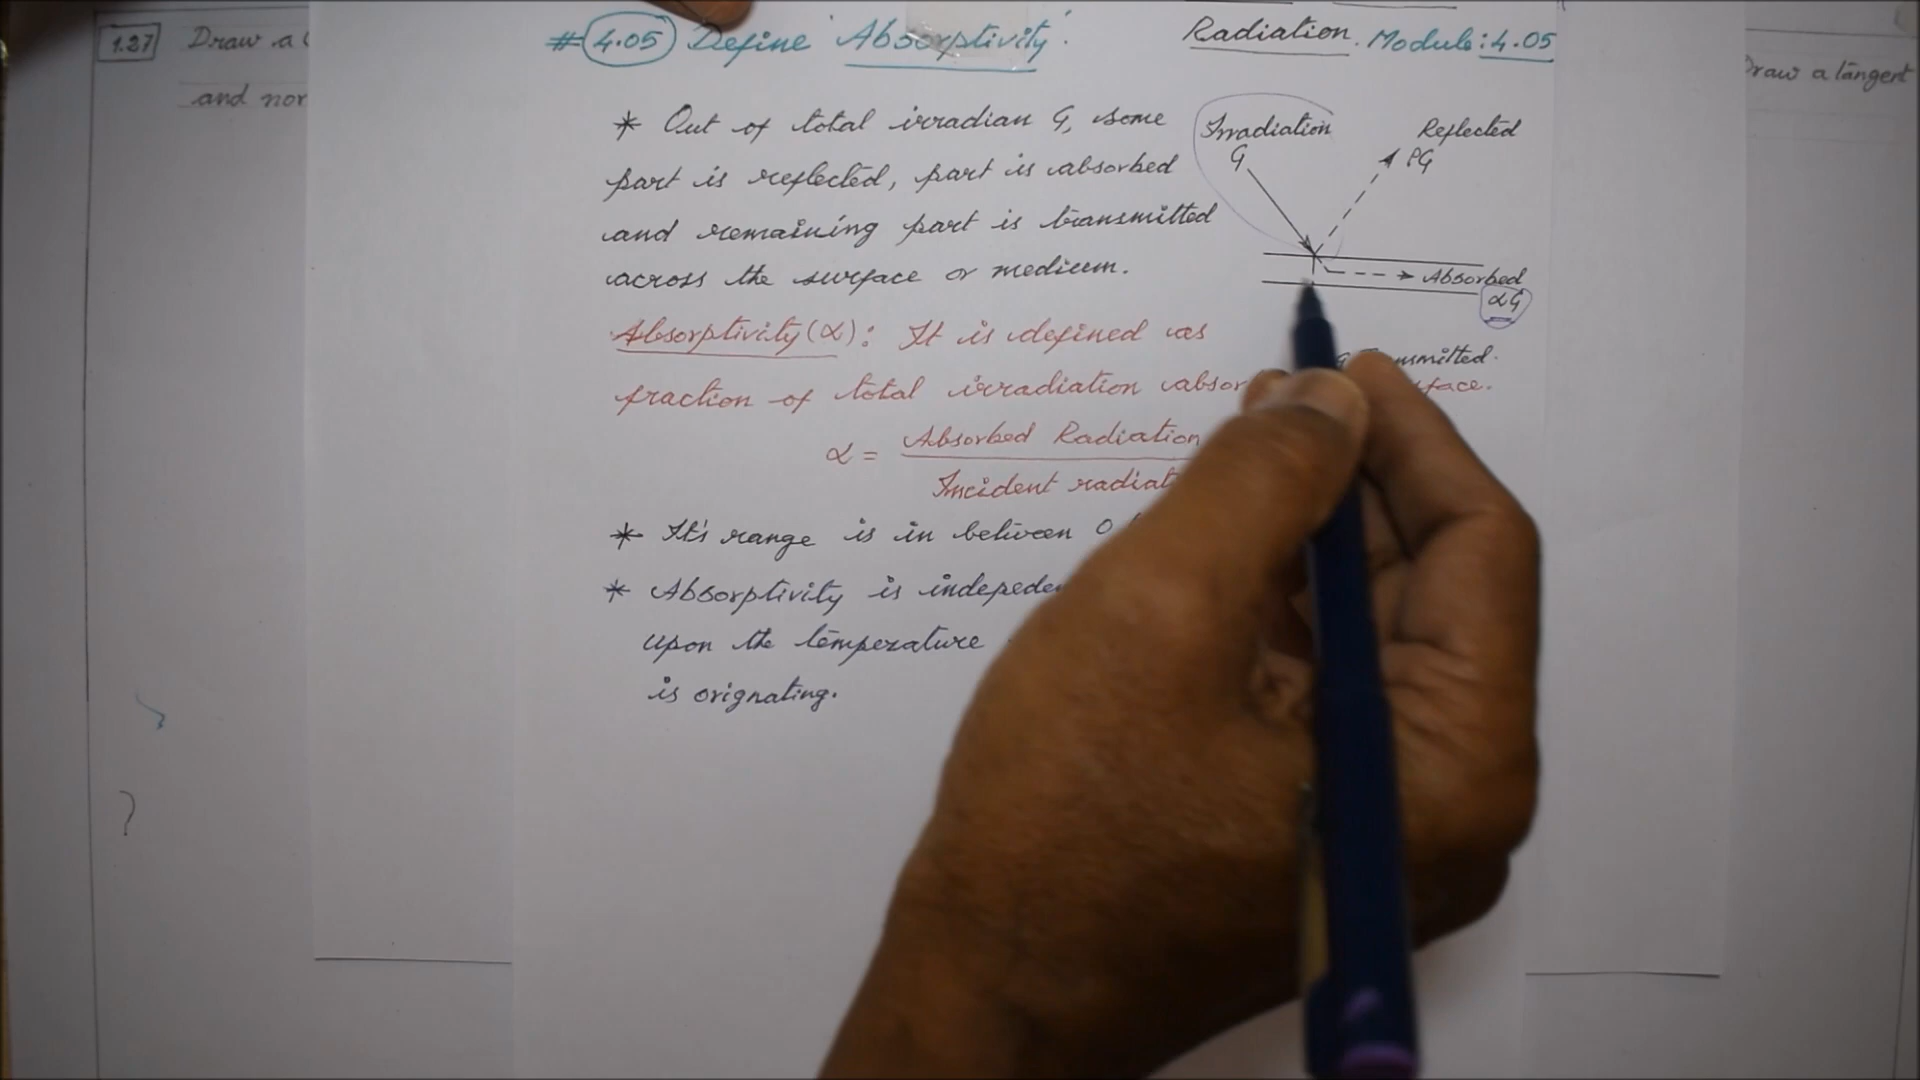 #4.05 Define 'Absorptivity'.
Radiation. Module: 4.05
1.27 Draw a
and nor
Draw a tangent
* Out of total irradian G, some
part is reflected, part is absorbed
and remaining part is transmitted
across the surface or medium.
Irradiation
G
Reflected
ρG
Absorbed
αG
Transmitted.
Absorptivity(α): It is defined as
fraction of total irradiation absor face.
α = Absorbed Radiation
Incident radiat
* It's range is in between 0
* Absorptivity is indepeden
upon the temperature
is orignating.